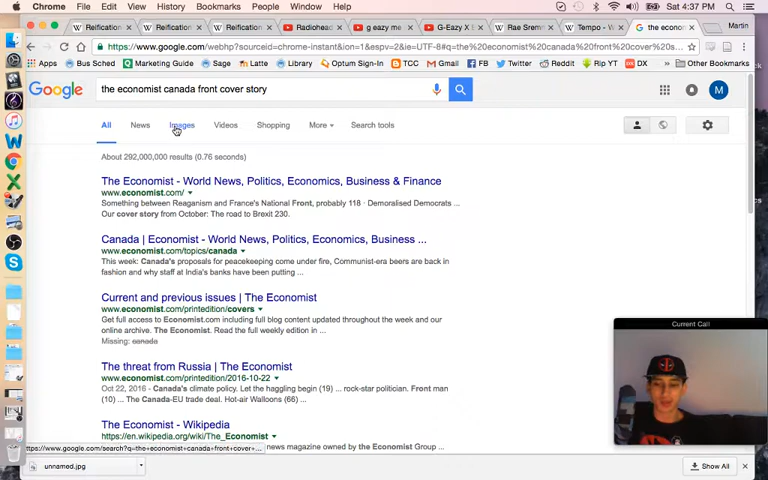 Chrome File Edit View History Bookmarks People Window Help Sat 4:37 PM
Reification Reification Reification Radiohead g eazy me G-Eazy X B Rae Sremm Tempo - W the econo Martin
https://www.google.com/webhp?sourceid=chrome-instant&ion=1&espv=2&ie=UTF-8#q=the%20economist%20canada%20front%20cover%20s...
Apps Bus Sched Marketing Guide Sage Latte Library Optum Sign-In TCC Gmail FB Twitter Reddit Rip YT DX Other Bookmarks
Google the economist canada front cover story M
All News Images Videos Shopping More Search tools
About 292,000,000 results (0.76 seconds)
The Economist - World News, Politics, Economics, Business & Finance
www.economist.com/
Something between Reaganism and France's National Front, probably 118 · Demoralised Democrats ...
Our cover story from October: The road to Brexit 230.
Canada | Economist - World News, Politics, Economics, Business ...
www.economist.com/topics/canada
This week: Canada's proposals for peacekeeping come under fire, Communist-era beers are back in
fashion and why staff at India's banks have been putting ...
Current and previous issues | The Economist
www.economist.com/printedition/covers
Get full access to Economist.com including full blog content updated throughout the week and our
online archive. The Economist. Read the full weekly edition in ...
Missing: canada
The threat from Russia | The Economist
www.economist.com/printedition/2016-10-22
Oct 22, 2016 - Canada's climate policy. Let the haggling begin (19) ... rock-star politician. Front man
(10) ... The Canada-EU trade deal. Hot-air Walloons (66) ...
The Economist - Wikipedia
https://en.wikipedia.org/wiki/The_Economist
news magazine owned by the Economist Group ...
https://www.google.com/search?q=the+economist+canada+front+cover+...
Current Call
unnamed.jpg Show All